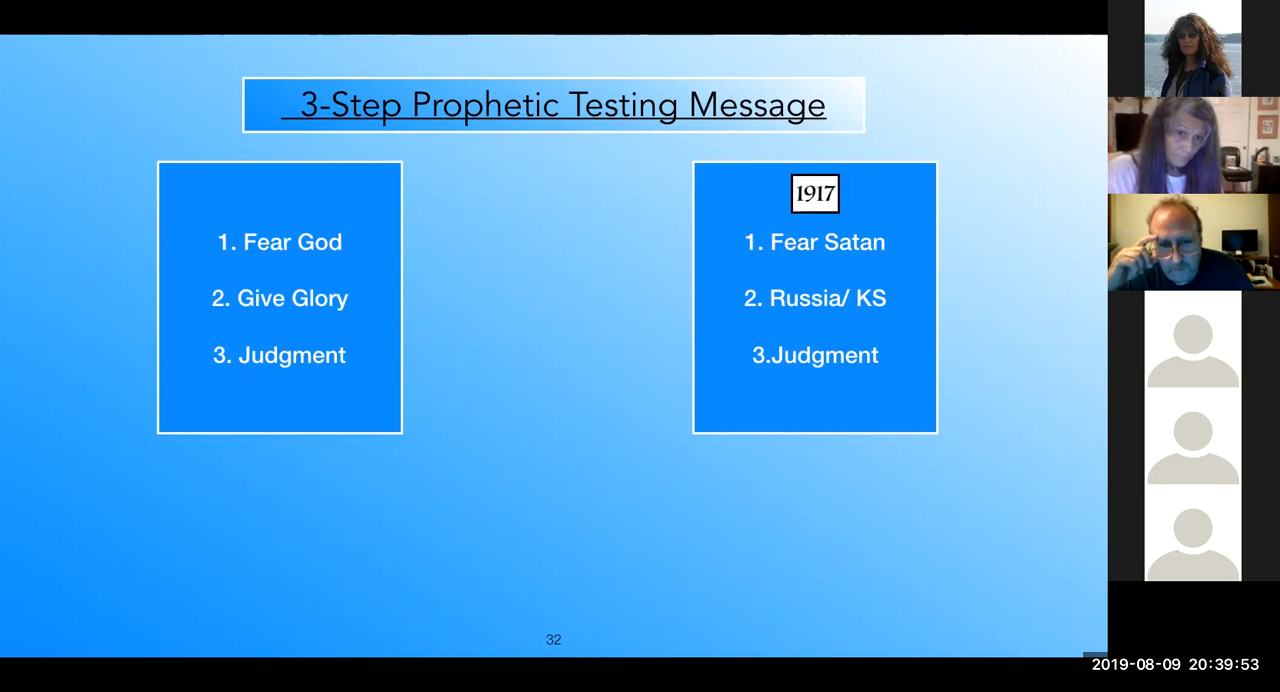 3-Step Prophetic Testing Message
1. Fear God
2. Give Glory
3. Judgment
1917
1. Fear Satan
2. Russia/ KS
3.Judgment
32
2019-08-09 20:39:53